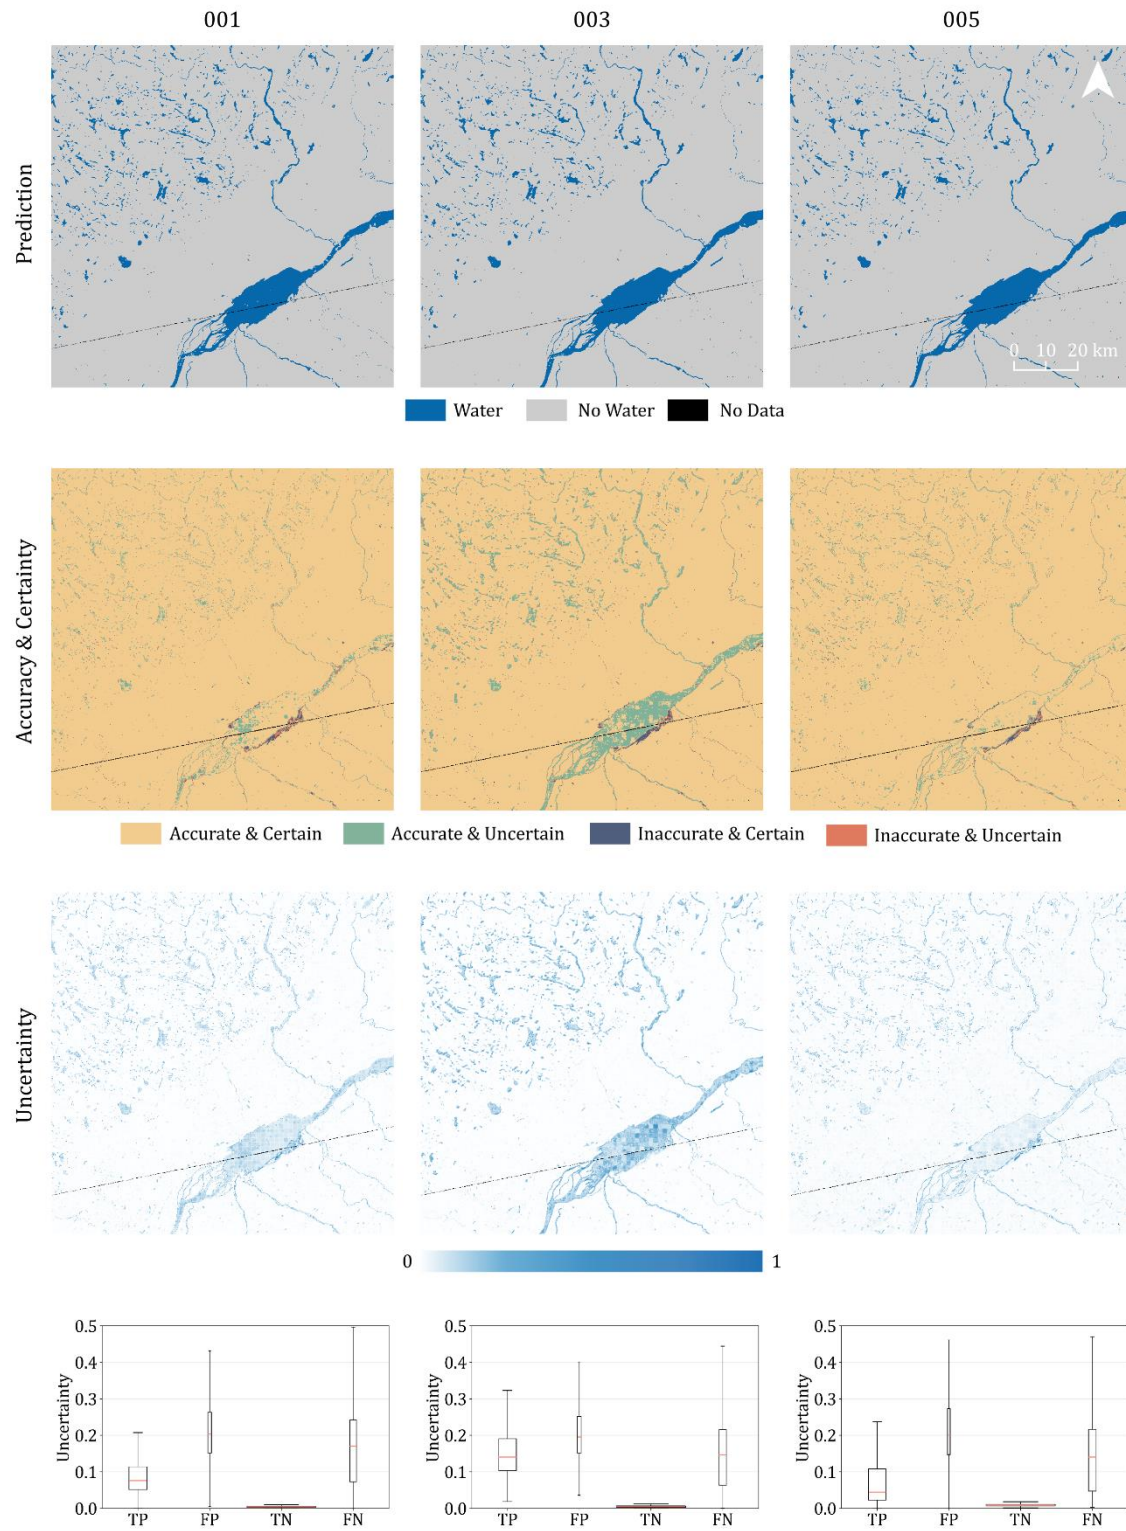 001 003 005
Prediction
0 10 20 km
Water No Water No Data
Accuracy & Certainty
Accurate & Certain Accurate & Uncertain Inaccurate & Certain Inaccurate & Uncertain
Uncertainty
0 1
Uncertainty
0.5
0.4
0.3
0.2
0.1
0.0
TP FP TN FN
Uncertainty
0.5
0.4
0.3
0.2
0.1
0.0
TP FP TN FN
Uncertainty
0.5
0.4
0.3
0.2
0.1
0.0
TP FP TN FN